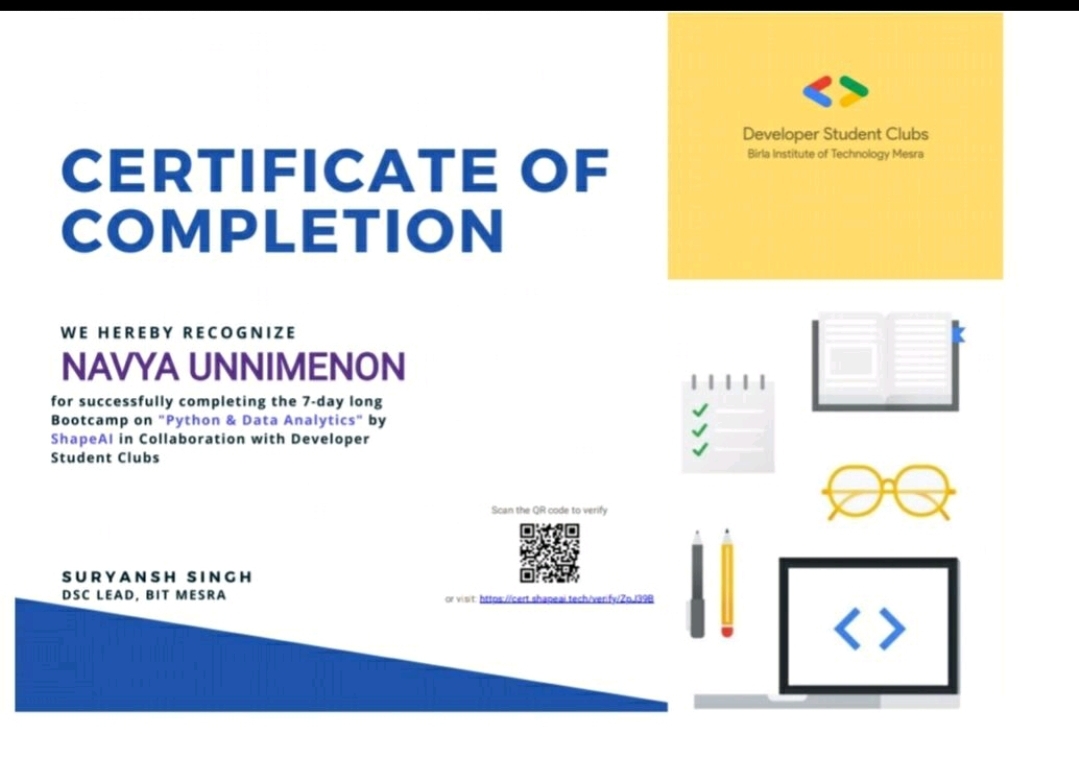 Developer Student Clubs
Birla Institute of Technology Mesra
CERTIFICATE OF
COMPLETION
WE HEREBY RECOGNIZE
NAVYA UNNIMENON
for successfully completing the 7-day long
Bootcamp on "Python & Data Analytics" by
ShapeAI in Collaboration with Developer
Student Clubs
Scan the QR code to verify
or visit: https://cert.shapeai.tech/verify/ZpJ39B
SURYANSH SINGH
DSC LEAD, BIT MESRA